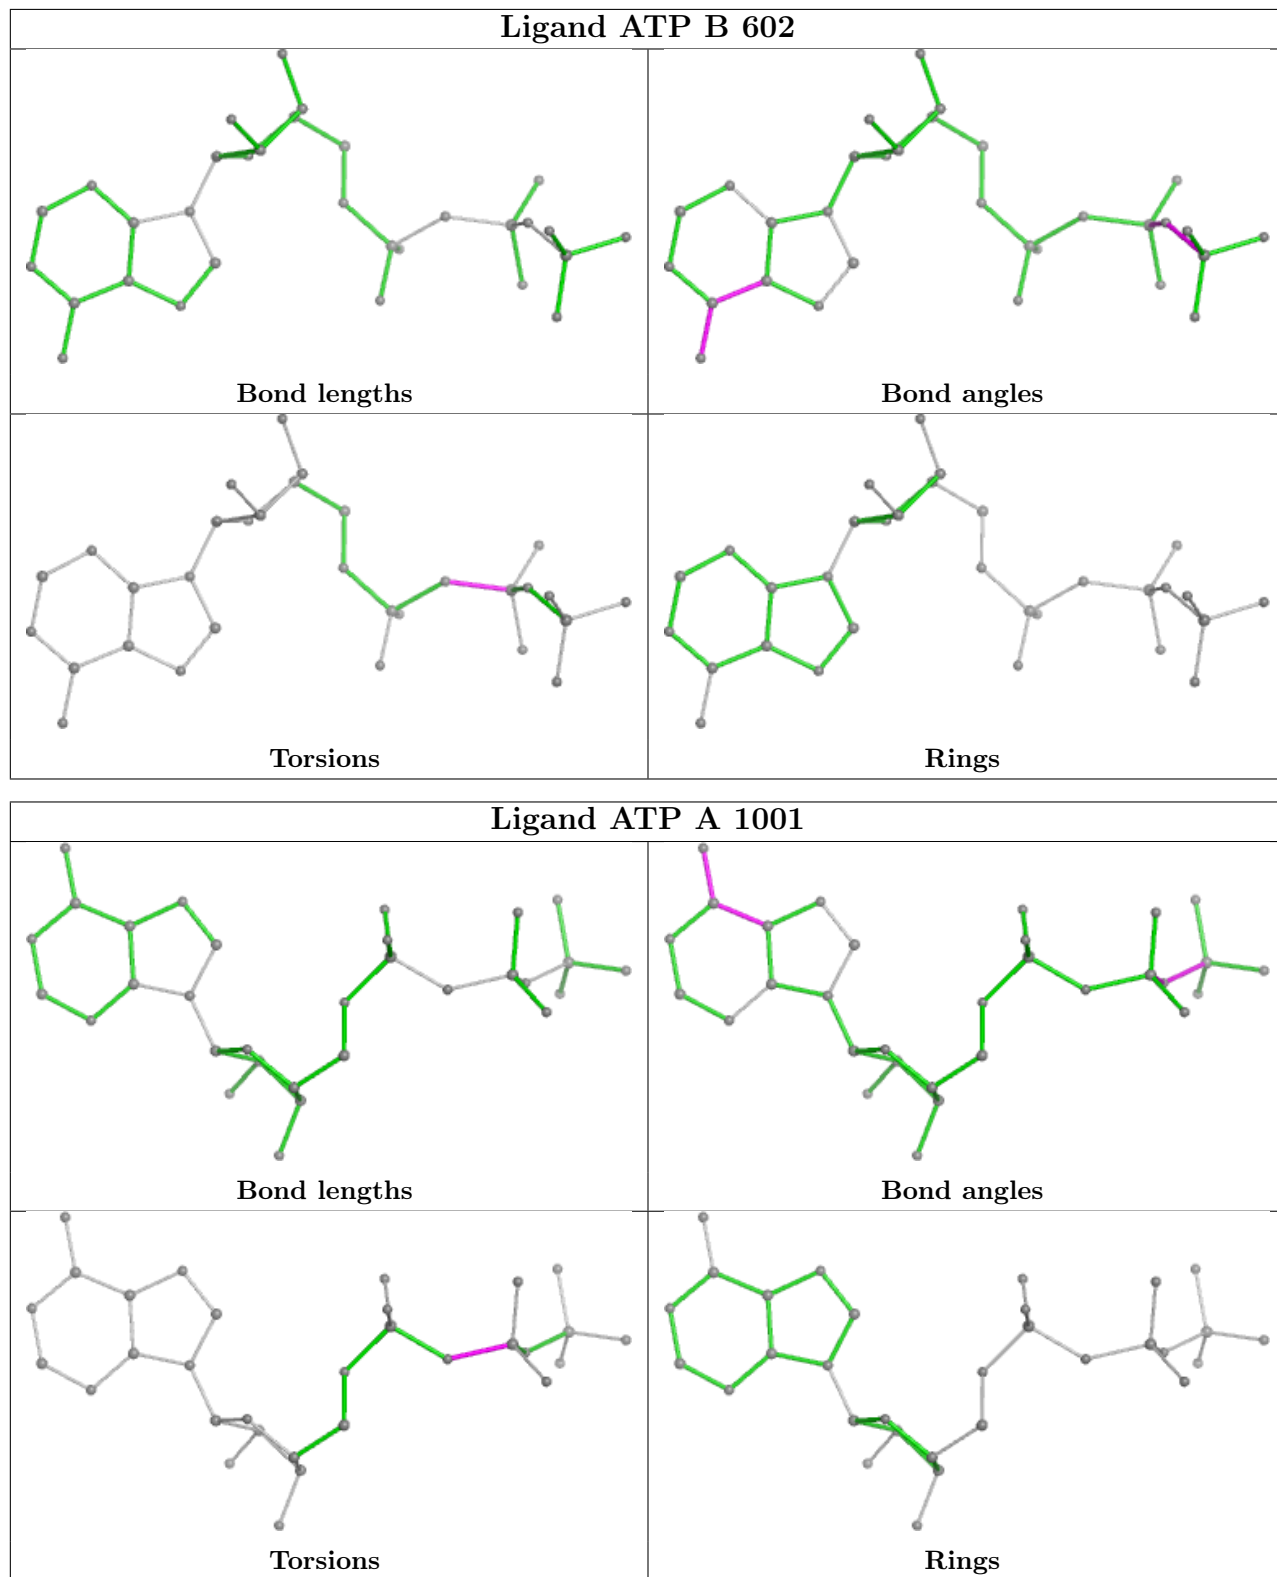 Ligand ATP B 602
Bond lengths
Bond angles
Torsions
Rings
Ligand ATP A 1001
Bond lengths
Bond angles
Torsions
Rings